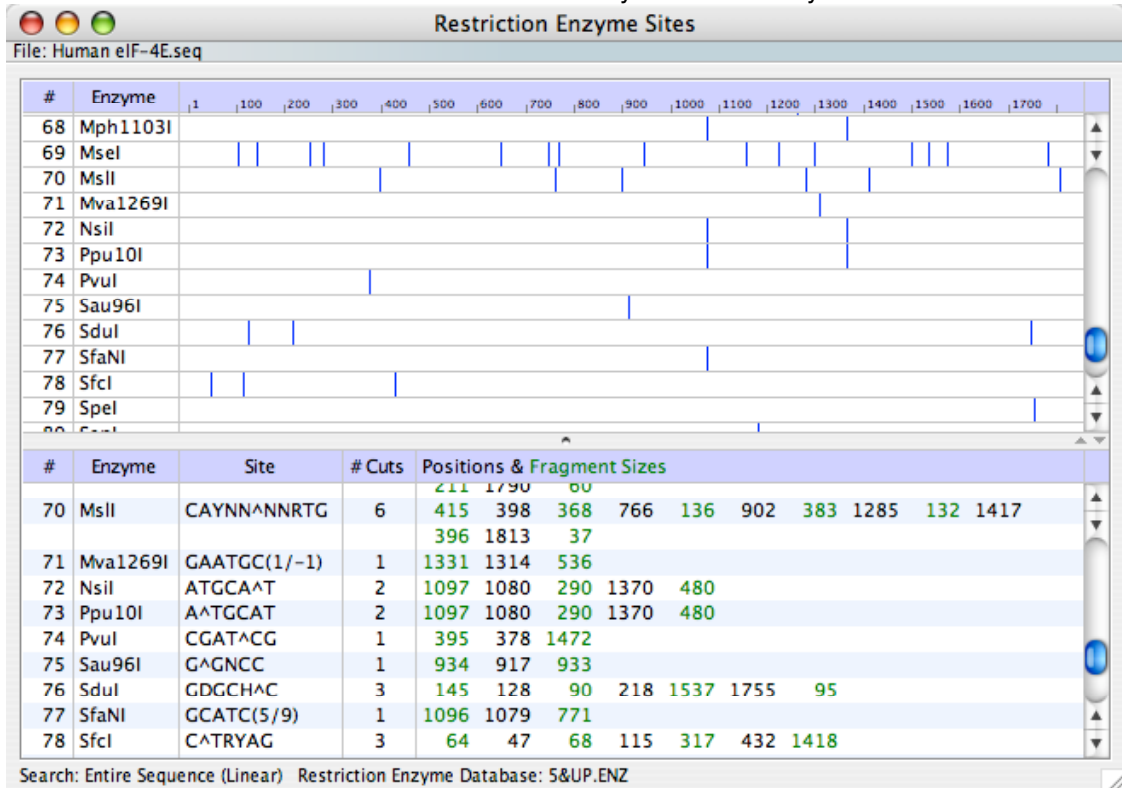 Restriction Enzyme Sites
File: Human eIF-4E.seq
# Enzyme 1 100 200 300 400 500 600 700 800 900 1000 1100 1200 1300 1400 1500 1600 1700
68 Mph1103I
69 MseI
70 MslI
71 Mva1269I
72 NsiI
73 Ppu10I
74 PvuI
75 Sau96I
76 SduI
77 SfaNI
78 SfcI
79 SpeI
# Enzyme Site # Cuts Positions & Fragment Sizes
211 1790 60
70 MslI CAYNN^NNRTG 6 415 398 368 766 136 902 383 1285 132 1417
396 1813 37
71 Mva1269I GAATGC(1/-1) 1 1331 1314 536
72 NsiI ATGCA^T 2 1097 1080 290 1370 480
73 Ppu10I A^TGCAT 2 1097 1080 290 1370 480
74 PvuI CGAT^CG 1 395 378 1472
75 Sau96I G^GNCC 1 934 917 933
76 SduI GDGCH^C 3 145 128 90 218 1537 1755 95
77 SfaNI GCATC(5/9) 1 1096 1079 771
78 SfcI C^TRYAG 3 64 47 68 115 317 432 1418
Search: Entire Sequence (Linear) Restriction Enzyme Database: 5&UP.ENZ